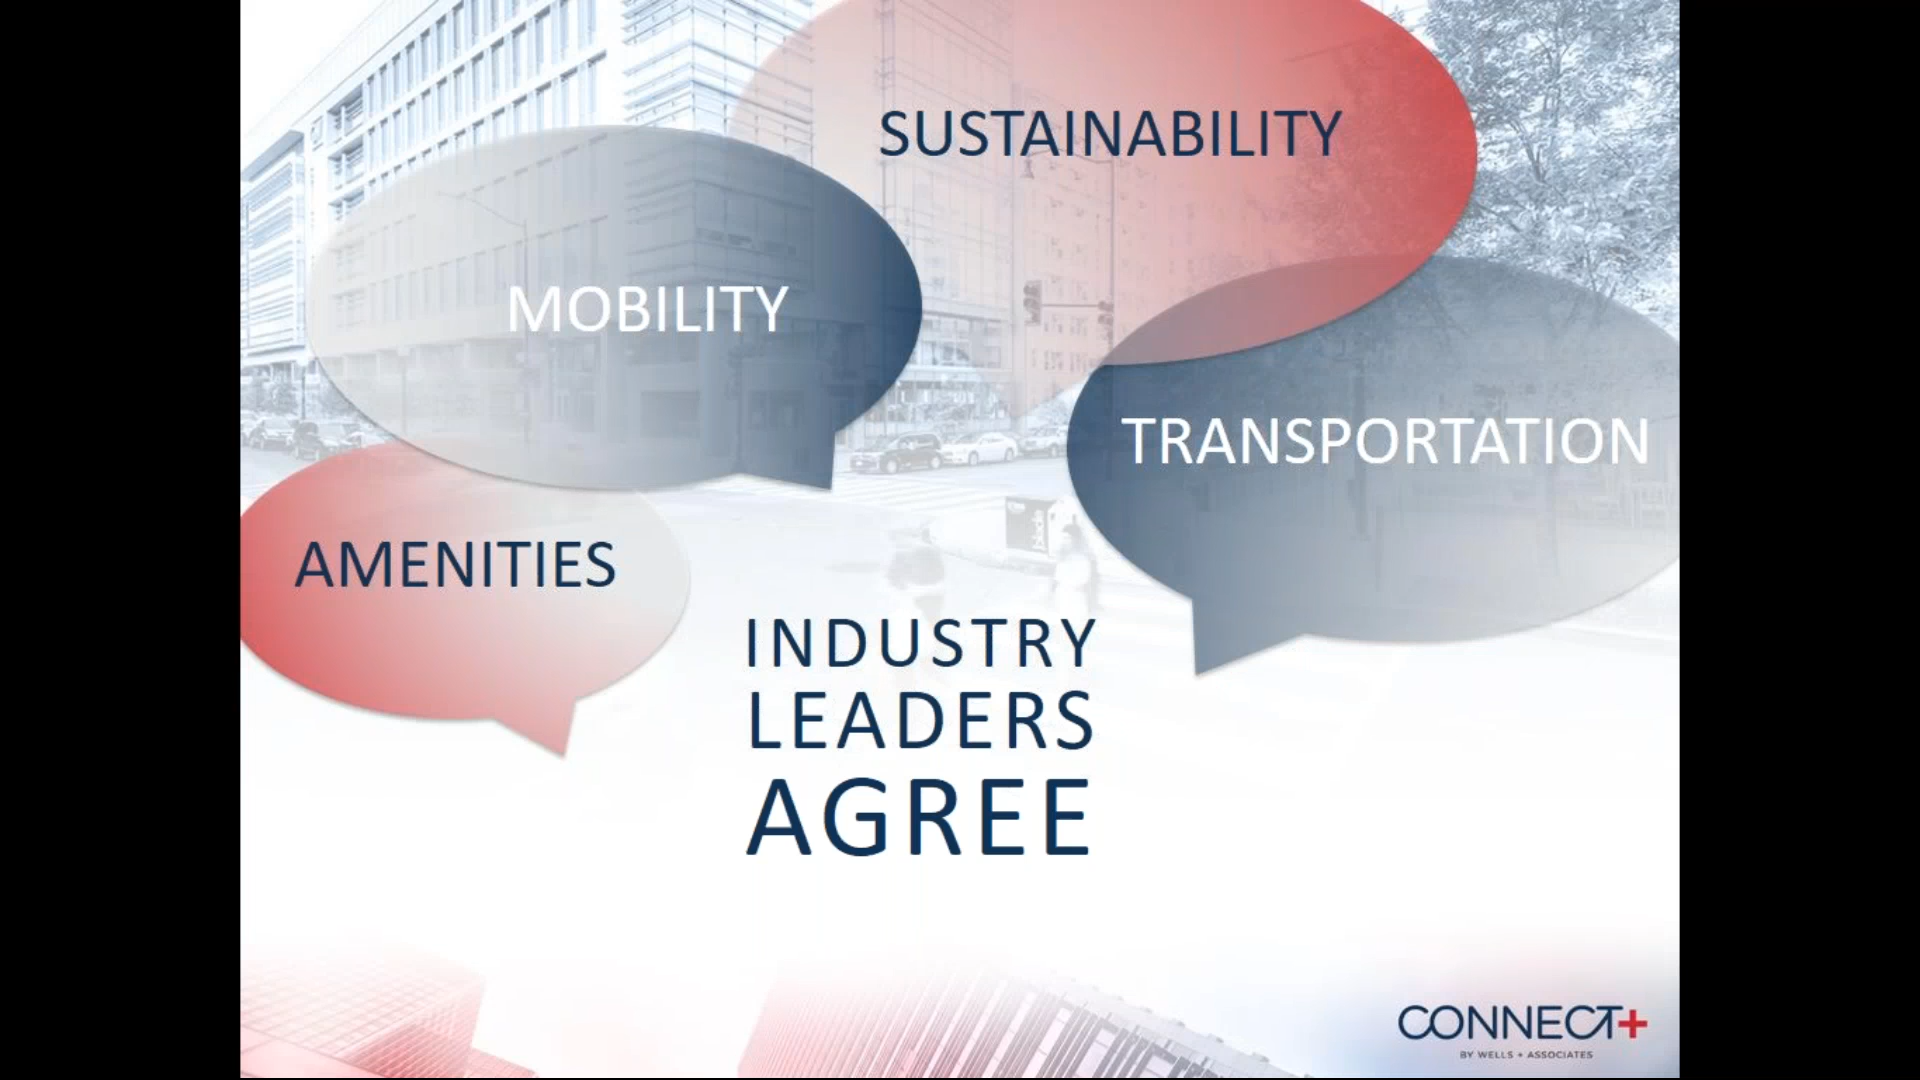 SUSTAINABILITY
MOBILITY
TRANSPORTATION
AMENITIES
INDUSTRY
LEADERS
AGREE
CONNECT+
BY WELLS + ASSOCIATES